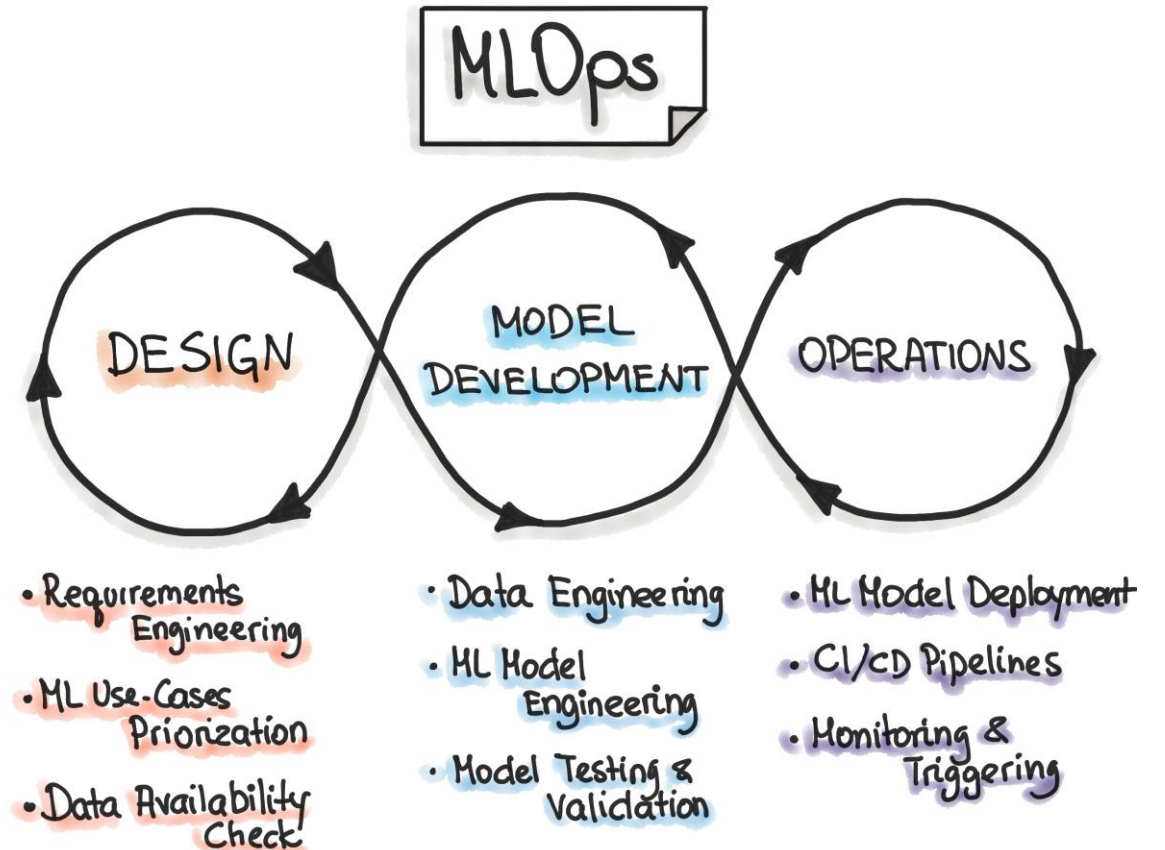 MLOps
DESIGN
MODEL
DEVELOPMENT
OPERATIONS
• Requirements
Engineering
• ML Use-Cases
Priorization
• Data Availability
Check
• Data Engineering
• ML Model
Engineering
• Model Testing &
Validation
• ML Model Deployment
• CI/CD Pipelines
• Monitoring &
Triggering